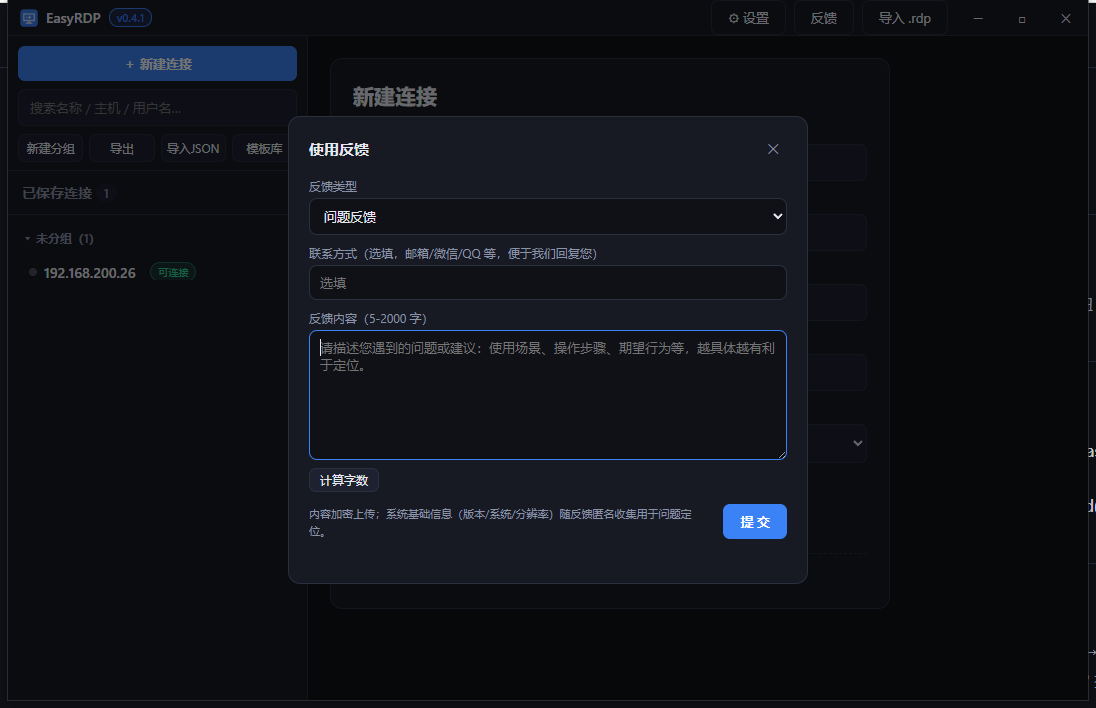 EasyRDP v0.4.1
⚙ 设置
反馈
导入 .rdp
+ 新建连接
搜索名称 / 主机 / 用户名...
新建分组
导出
导入JSON
模板库
已保存连接 1
未分组 (1)
192.168.200.26 可连接
新建连接
使用反馈
反馈类型
问题反馈
联系方式（选填，邮箱/微信/QQ 等，便于我们回复您）
选填
反馈内容（5-2000 字）
请描述您遇到的问题或建议：使用场景、操作步骤、期望行为等，越具体越有利
于定位。
计算字数
内容加密上传；系统基础信息（版本/系统/分辨率）随反馈匿名收集用于问题定
位。
提 交